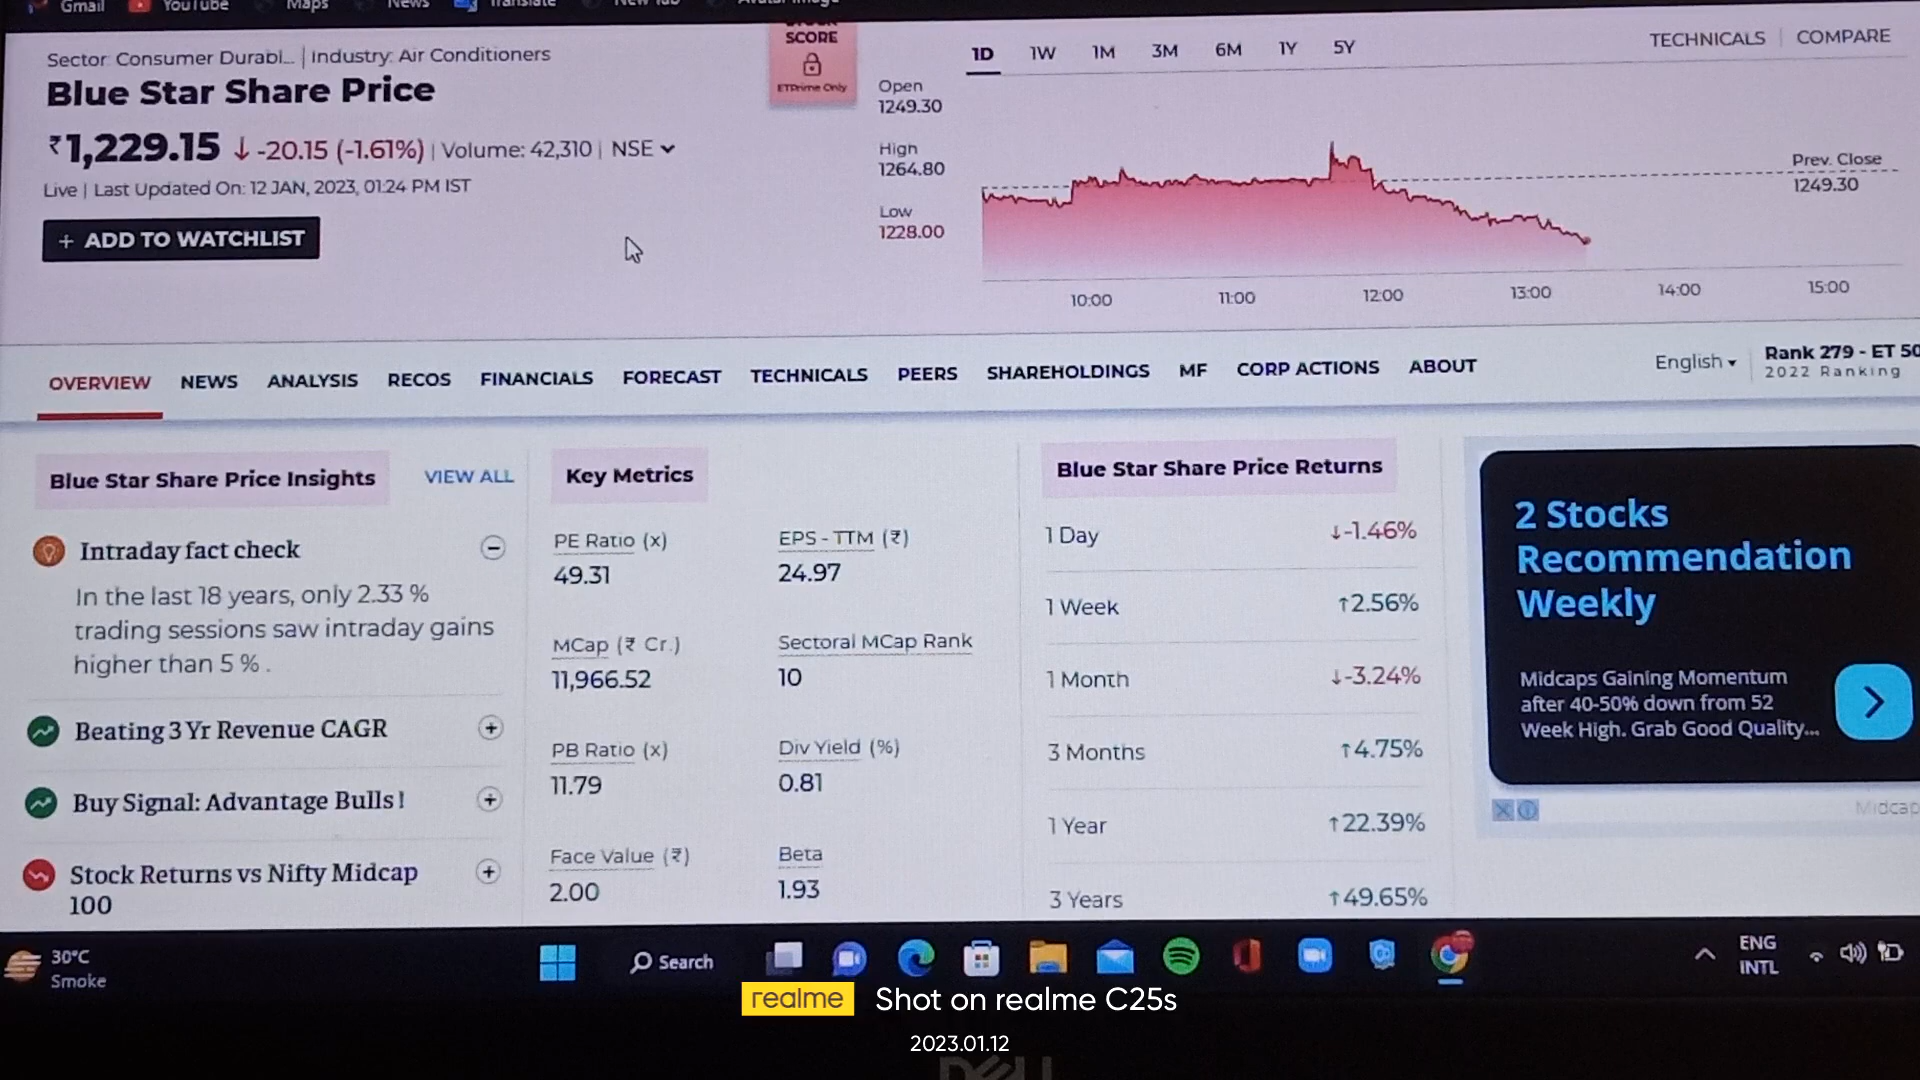 Gmail
YouTube
Maps
News
Translate
New Tab
Sector: Consumer Durabl... | Industry: Air Conditioners
Blue Star Share Price
₹1,229.15 ↓ -20.15 (-1.61%) | Volume: 42,310 | NSE
Live | Last Updated On: 12 JAN, 2023, 01:24 PM IST
+ ADD TO WATCHLIST
SCORE
ETPrime Only
Open
1249.30
High
1264.80
Low
1228.00
1D 1W 1M 3M 6M 1Y 5Y
TECHNICALS | COMPARE
Prev. Close
1249.30
10:00 11:00 12:00 13:00 14:00 15:00
OVERVIEW NEWS ANALYSIS RECOS FINANCIALS FORECAST TECHNICALS PEERS SHAREHOLDINGS MF CORP ACTIONS ABOUT
English
Rank 279 - ET 50
2022 Ranking
Blue Star Share Price Insights
VIEW ALL
Intraday fact check
In the last 18 years, only 2.33 %
trading sessions saw intraday gains
higher than 5 % .
Beating 3 Yr Revenue CAGR
Buy Signal: Advantage Bulls !
Stock Returns vs Nifty Midcap
100
Key Metrics
PE Ratio (x)
49.31
EPS - TTM (₹)
24.97
MCap (₹ Cr.)
11,966.52
Sectoral MCap Rank
10
PB Ratio (x)
11.79
Div Yield (%)
0.81
Face Value (₹)
2.00
Beta
1.93
Blue Star Share Price Returns
1 Day ↓-1.46%
1 Week ↑2.56%
1 Month ↓-3.24%
3 Months ↑4.75%
1 Year ↑22.39%
3 Years ↑49.65%
2 Stocks
Recommendation
Weekly
Midcaps Gaining Momentum
after 40-50% down from 52
Week High. Grab Good Quality...
Midcap
30°C
Smoke
Search
ENG
INTL
realme Shot on realme C25s
2023.01.12
DELL